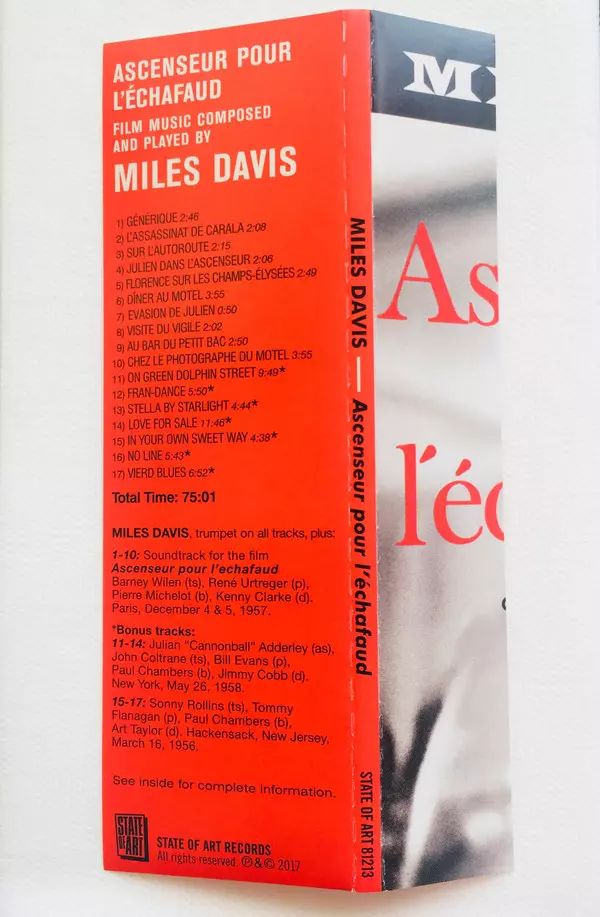 ASCENSEUR POUR
L'ÉCHAFAUD
FILM MUSIC COMPOSED
AND PLAYED BY
MILES DAVIS
1) GÉNÉRIQUE 2:46
2) L'ASSASSINAT DE CARALA 2:08
3) SUR L'AUTOROUTE 2:15
4) JULIEN DANS L'ASCENSEUR 2:06
5) FLORENCE SUR LES CHAMPS-ÉLYSÉES 2:49
6) DÎNER AU MOTEL 3:55
7) EVASION DE JULIEN 0:50
8) VISITE DU VIGILE 2:02
9) AU BAR DU PETIT BAC 2:50
10) CHEZ LE PHOTOGRAPHE DU MOTEL 3:55
11) ON GREEN DOLPHIN STREET 9:49*
12) FRAN-DANCE 5:50*
13) STELLA BY STARLIGHT 4:44*
14) LOVE FOR SALE 11:46*
15) IN YOUR OWN SWEET WAY 4:38*
16) NO LINE 5:43*
17) VIERD BLUES 6:52*
Total Time: 75:01
MILES DAVIS, trumpet on all tracks, plus:
1-10: Soundtrack for the film
Ascenseur pour l'echafaud
Barney Wilen (ts), René Urtreger (p),
Pierre Michelot (b), Kenny Clarke (d).
Paris, December 4 & 5, 1957.
*Bonus tracks:
11-14: Julian "Cannonball" Adderley (as),
John Coltrane (ts), Bill Evans (p),
Paul Chambers (b), Jimmy Cobb (d).
New York, May 26, 1958.
15-17: Sonny Rollins (ts), Tommy
Flanagan (p), Paul Chambers (b),
Art Taylor (d). Hackensack, New Jersey,
March 16, 1956.
See inside for complete information.
STATE
OF
ART
STATE OF ART RECORDS
All rights reserved. ℗ & © 2017
MILES DAVIS — Ascenseur pour l'échafaud
STATE OF ART 81213
M
As
l'éc